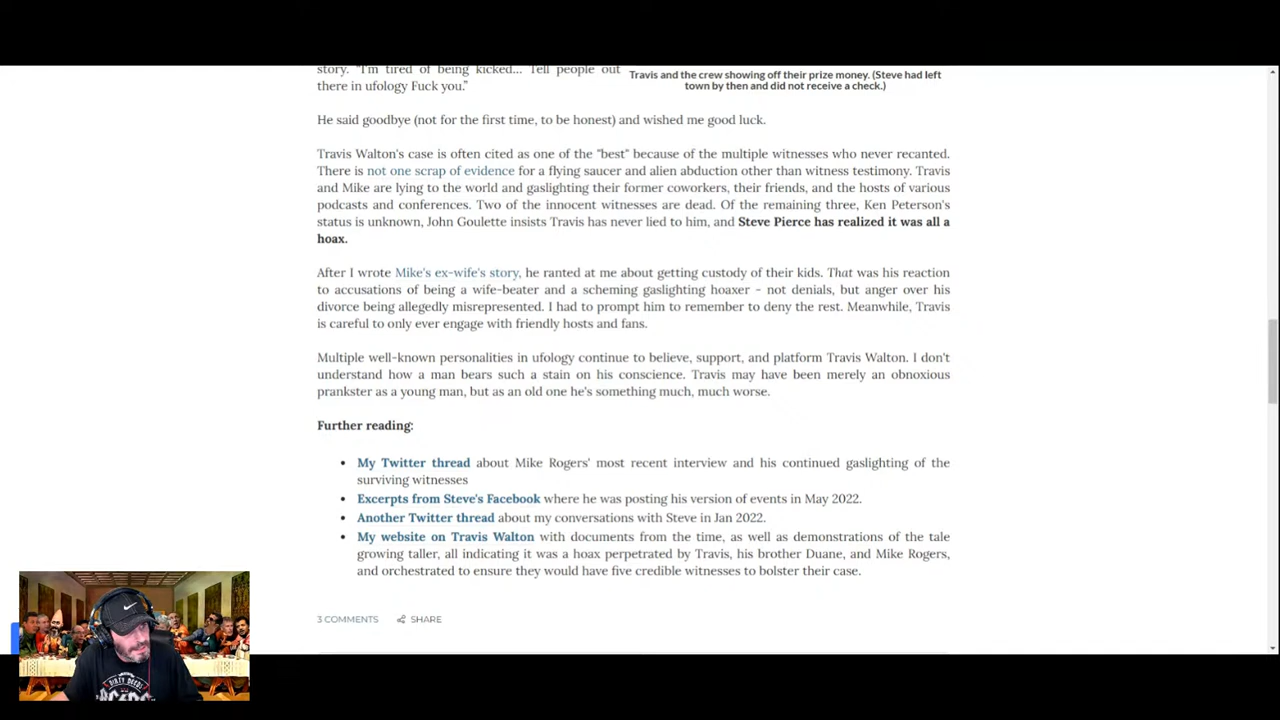 story. "I'm tired of being kicked... Tell people out
there in ufology Fuck you."
Travis and the crew showing off their prize money. (Steve had left
town by then and did not receive a check.)
He said goodbye (not for the first time, to be honest) and wished me good luck.
Travis Walton's case is often cited as one of the "best" because of the multiple witnesses who never recanted.
There is not one scrap of evidence for a flying saucer and alien abduction other than witness testimony. Travis
and Mike are lying to the world and gaslighting their former coworkers, their friends, and the hosts of various
podcasts and conferences. Two of the innocent witnesses are dead. Of the remaining three, Ken Peterson's
status is unknown, John Goulette insists Travis has never lied to him, and Steve Pierce has realized it was all a
hoax.
After I wrote Mike's ex-wife's story, he ranted at me about getting custody of their kids. That was his reaction
to accusations of being a wife-beater and a scheming gaslighting hoaxer - not denials, but anger over his
divorce being allegedly misrepresented. I had to prompt him to remember to deny the rest. Meanwhile, Travis
is careful to only ever engage with friendly hosts and fans.
Multiple well-known personalities in ufology continue to believe, support, and platform Travis Walton. I don't
understand how a man bears such a stain on his conscience. Travis may have been merely an obnoxious
prankster as a young man, but as an old one he's something much, much worse.
Further reading:
• My Twitter thread about Mike Rogers' most recent interview and his continued gaslighting of the
surviving witnesses
• Excerpts from Steve's Facebook where he was posting his version of events in May 2022.
• Another Twitter thread about my conversations with Steve in Jan 2022.
• My website on Travis Walton with documents from the time, as well as demonstrations of the tale
growing taller, all indicating it was a hoax perpetrated by Travis, his brother Duane, and Mike Rogers,
and orchestrated to ensure they would have five credible witnesses to bolster their case.
3 COMMENTS SHARE
DIRTY DEEDS